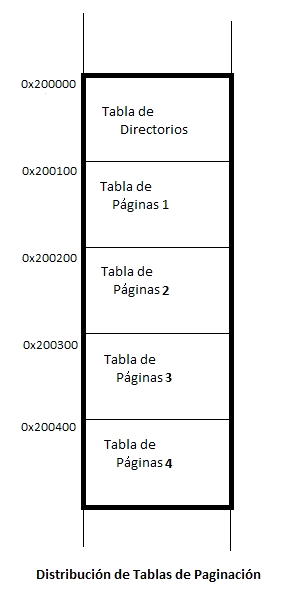 0x200000
Tabla de
Directorios
0x200100
Tabla de
Páginas 1
0x200200
Tabla de
Páginas 2
0x200300
Tabla de
Páginas 3
0x200400
Tabla de
Páginas 4
Distribución de Tablas de Paginación